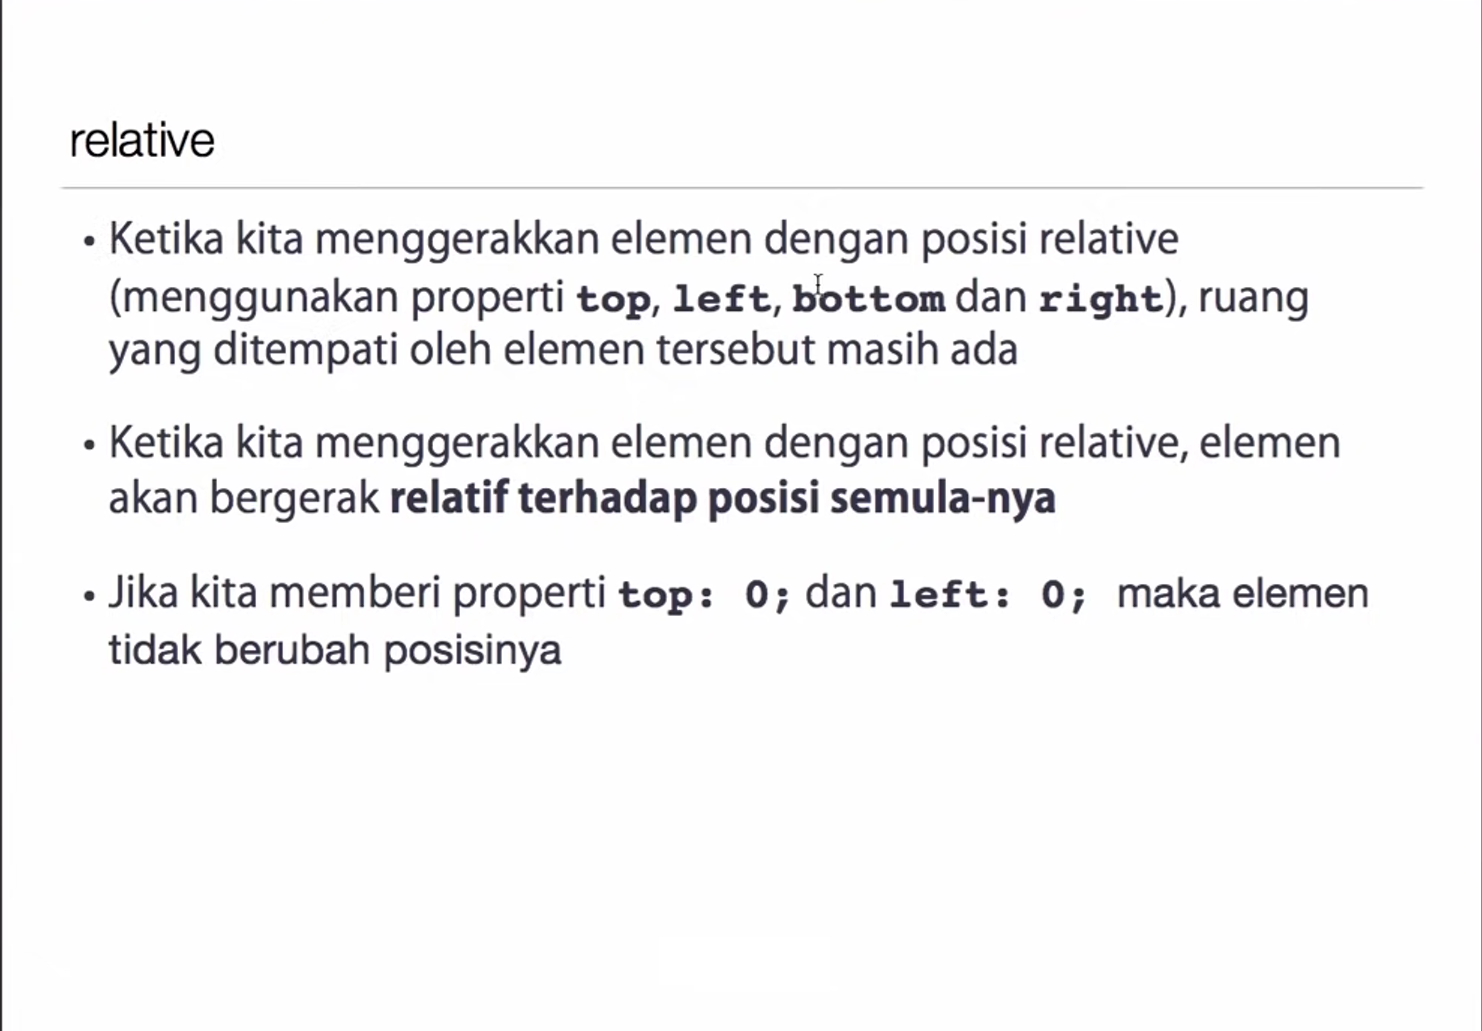 relative
• Ketika kita menggerakkan elemen dengan posisi relative
(menggunakan properti top, left, bottom dan right), ruang
yang ditempati oleh elemen tersebut masih ada
• Ketika kita menggerakkan elemen dengan posisi relative, elemen
akan bergerak relatif terhadap posisi semula-nya
• Jika kita memberi properti top: 0; dan left: 0; maka elemen
tidak berubah posisinya